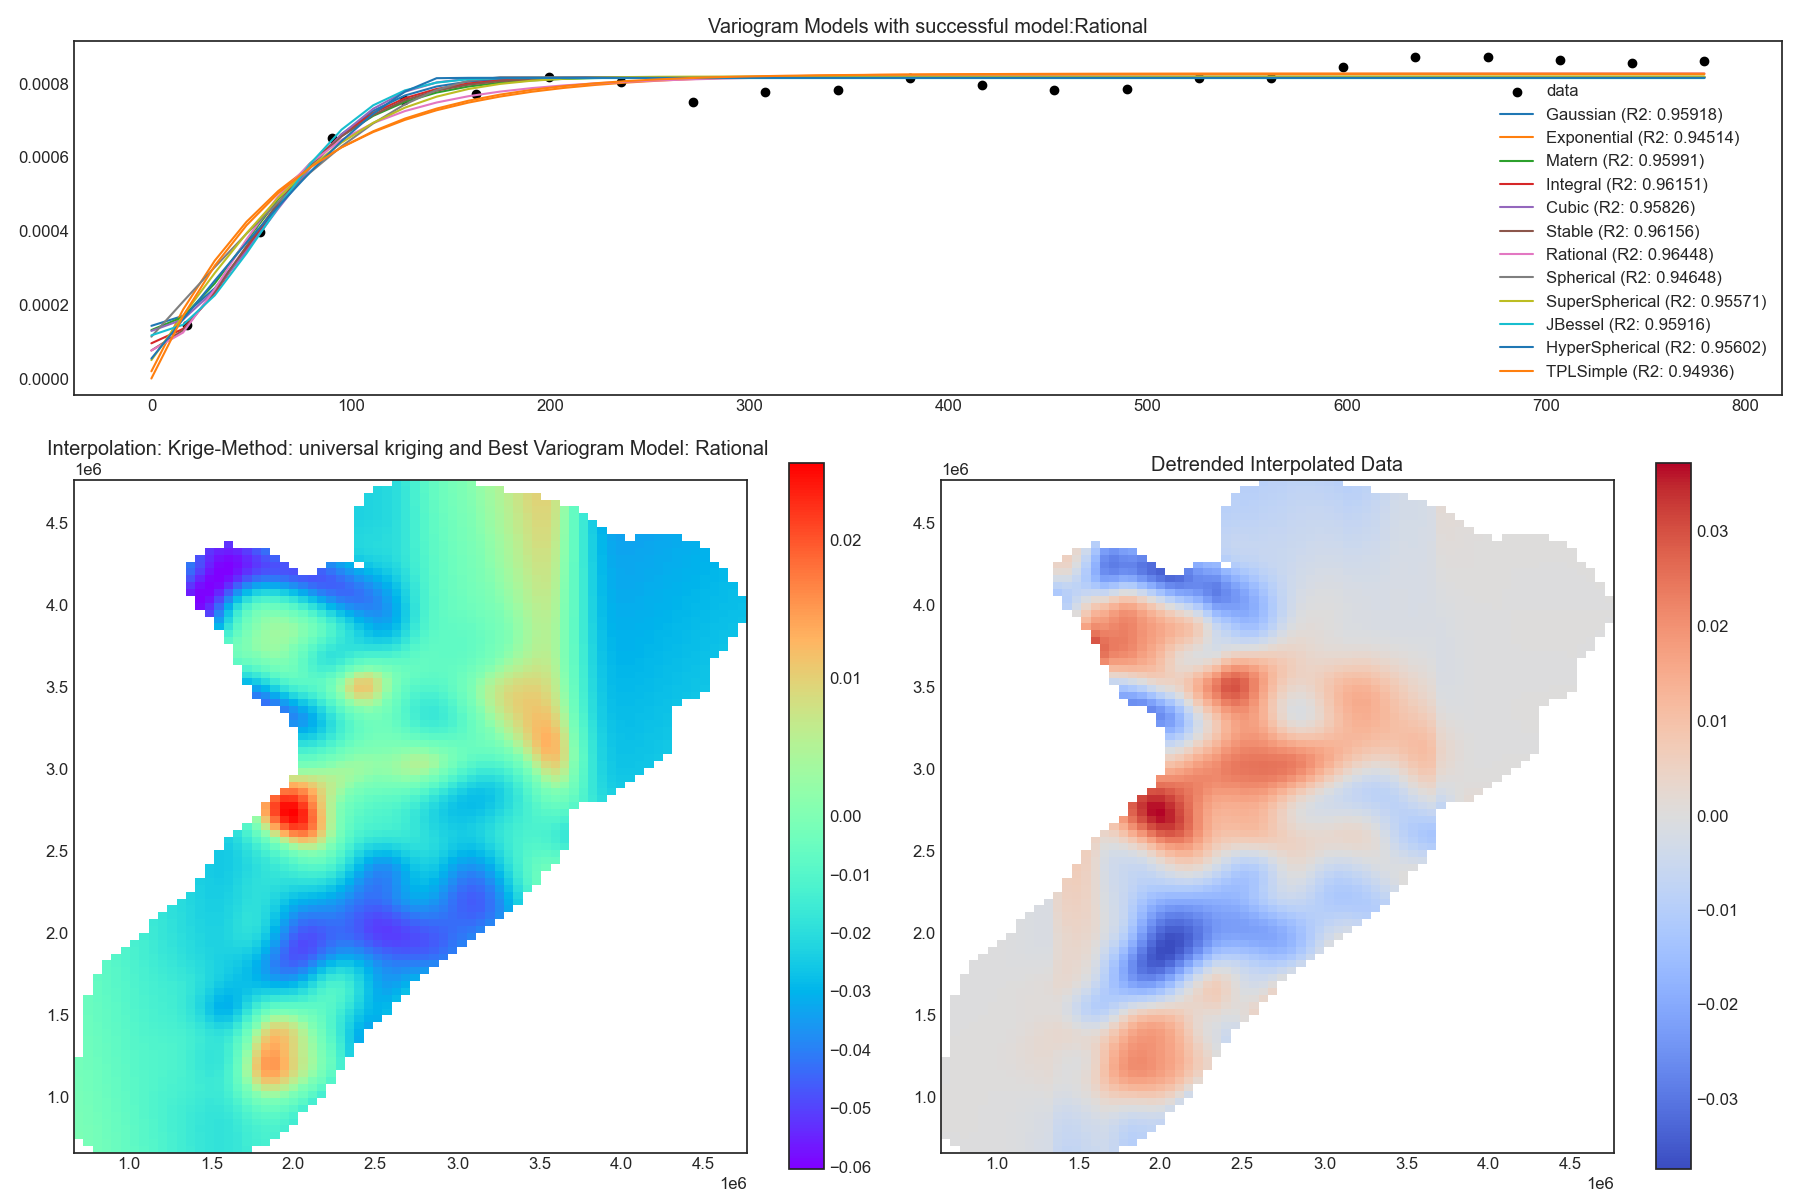 Variogram Models with successful model:Rational
0.0008
0.0006
0.0004
0.0002
0.0000
0 100 200 300 400 500 600 700 800
data
Gaussian (R2: 0.95918)
Exponential (R2: 0.94514)
Matern (R2: 0.95991)
Integral (R2: 0.96151)
Cubic (R2: 0.95826)
Stable (R2: 0.96156)
Rational (R2: 0.96448)
Spherical (R2: 0.94648)
SuperSpherical (R2: 0.95571)
JBessel (R2: 0.95916)
HyperSpherical (R2: 0.95602)
TPLSimple (R2: 0.94936)
Interpolation: Krige-Method: universal kriging and Best Variogram Model: Rational
1e6
4.5
4.0
3.5
3.0
2.5
2.0
1.5
1.0
1.0 1.5 2.0 2.5 3.0 3.5 4.0 4.5
1e6
0.02
0.01
0.00
−0.01
−0.02
−0.03
−0.04
−0.05
−0.06
Detrended Interpolated Data
1e6
4.5
4.0
3.5
3.0
2.5
2.0
1.5
1.0
1.0 1.5 2.0 2.5 3.0 3.5 4.0 4.5
1e6
0.03
0.02
0.01
0.00
−0.01
−0.02
−0.03